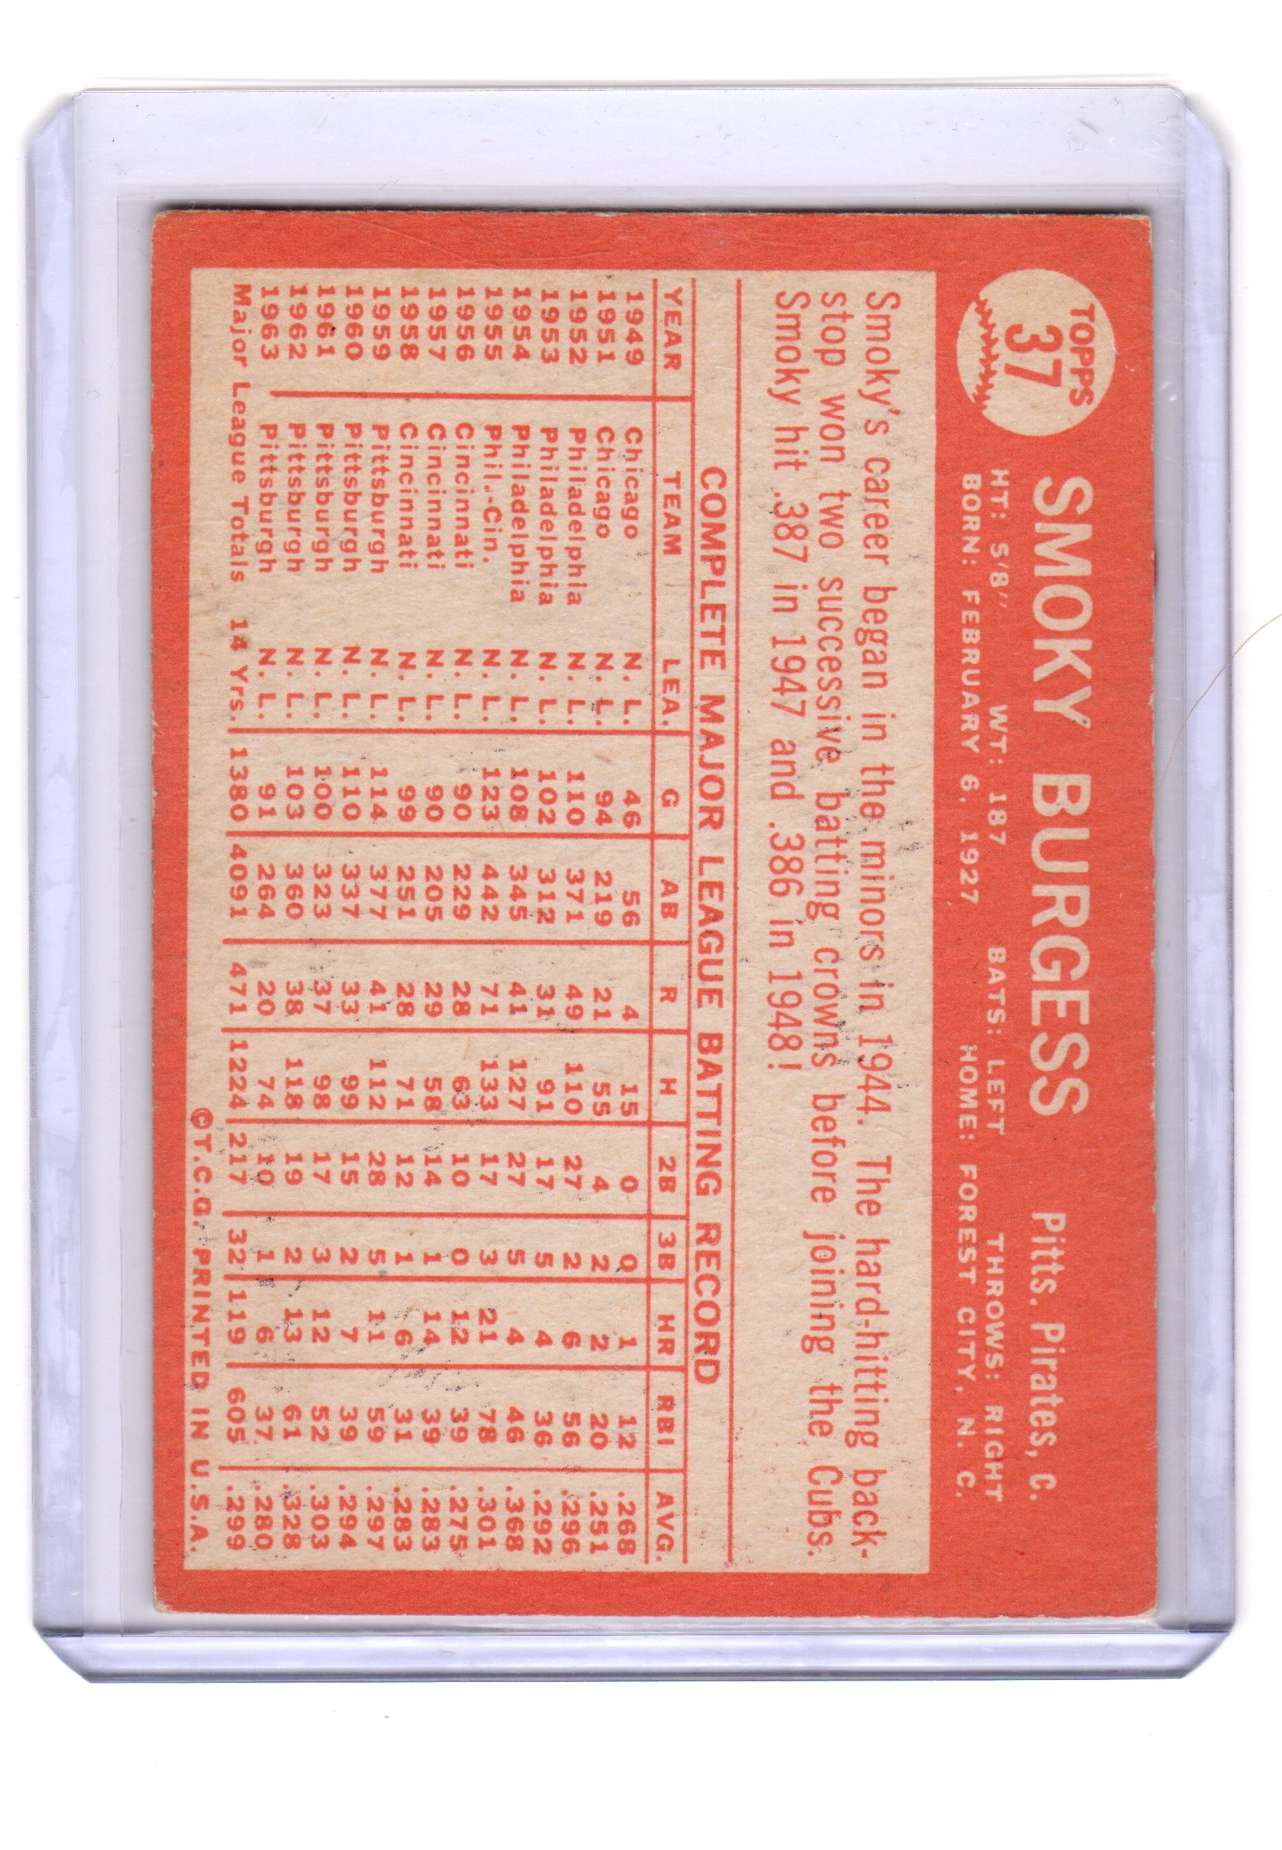 TOPPS
37
SMOKY BURGESS Pitts. Pirates, C.
HT: 5'8" WT: 187 BATS: LEFT THROWS: RIGHT
BORN: FEBRUARY 6, 1927 HOME: FOREST CITY, N. C.
Smoky's career began in the minors in 1944. The hard-hitting back-
stop won two successive batting crowns before joining the Cubs.
Smoky hit .387 in 1947 and .386 in 1948!
COMPLETE MAJOR LEAGUE BATTING RECORD
YEAR TEAM LEA. G AB R H 2B 3B HR RBI AVG.
1949 Chicago N. L. 46 56 4 15 0 0 1 12 .268
1951 Chicago N. L. 94 219 21 55 4 2 2 20 .251
1952 Philadelphia N. L. 110 371 49 110 27 2 6 56 .296
1953 Philadelphia N. L. 102 312 31 91 17 5 4 36 .292
1954 Philadelphia N. L. 108 345 41 127 27 5 4 46 .368
1955 Phil.-Cin. N. L. 123 442 71 133 17 3 21 78 .301
1956 Cincinnati N. L. 90 229 28 63 10 0 12 39 .275
1957 Cincinnati N. L. 90 205 29 58 14 1 14 39 .283
1958 Cincinnati N. L. 99 251 28 71 12 1 6 31 .283
1959 Pittsburgh N. L. 114 377 41 112 28 5 11 59 .297
1960 Pittsburgh N. L. 110 337 33 99 15 2 7 39 .294
1961 Pittsburgh N. L. 100 323 37 98 17 3 12 52 .303
1962 Pittsburgh N. L. 103 360 38 118 19 2 13 61 .328
1963 Pittsburgh N. L. 91 264 20 74 10 1 6 37 .280
Major League Totals 14 Yrs. 1380 4091 471 1224 217 32 119 605 .299
©T.C.G. PRINTED IN U.S.A.